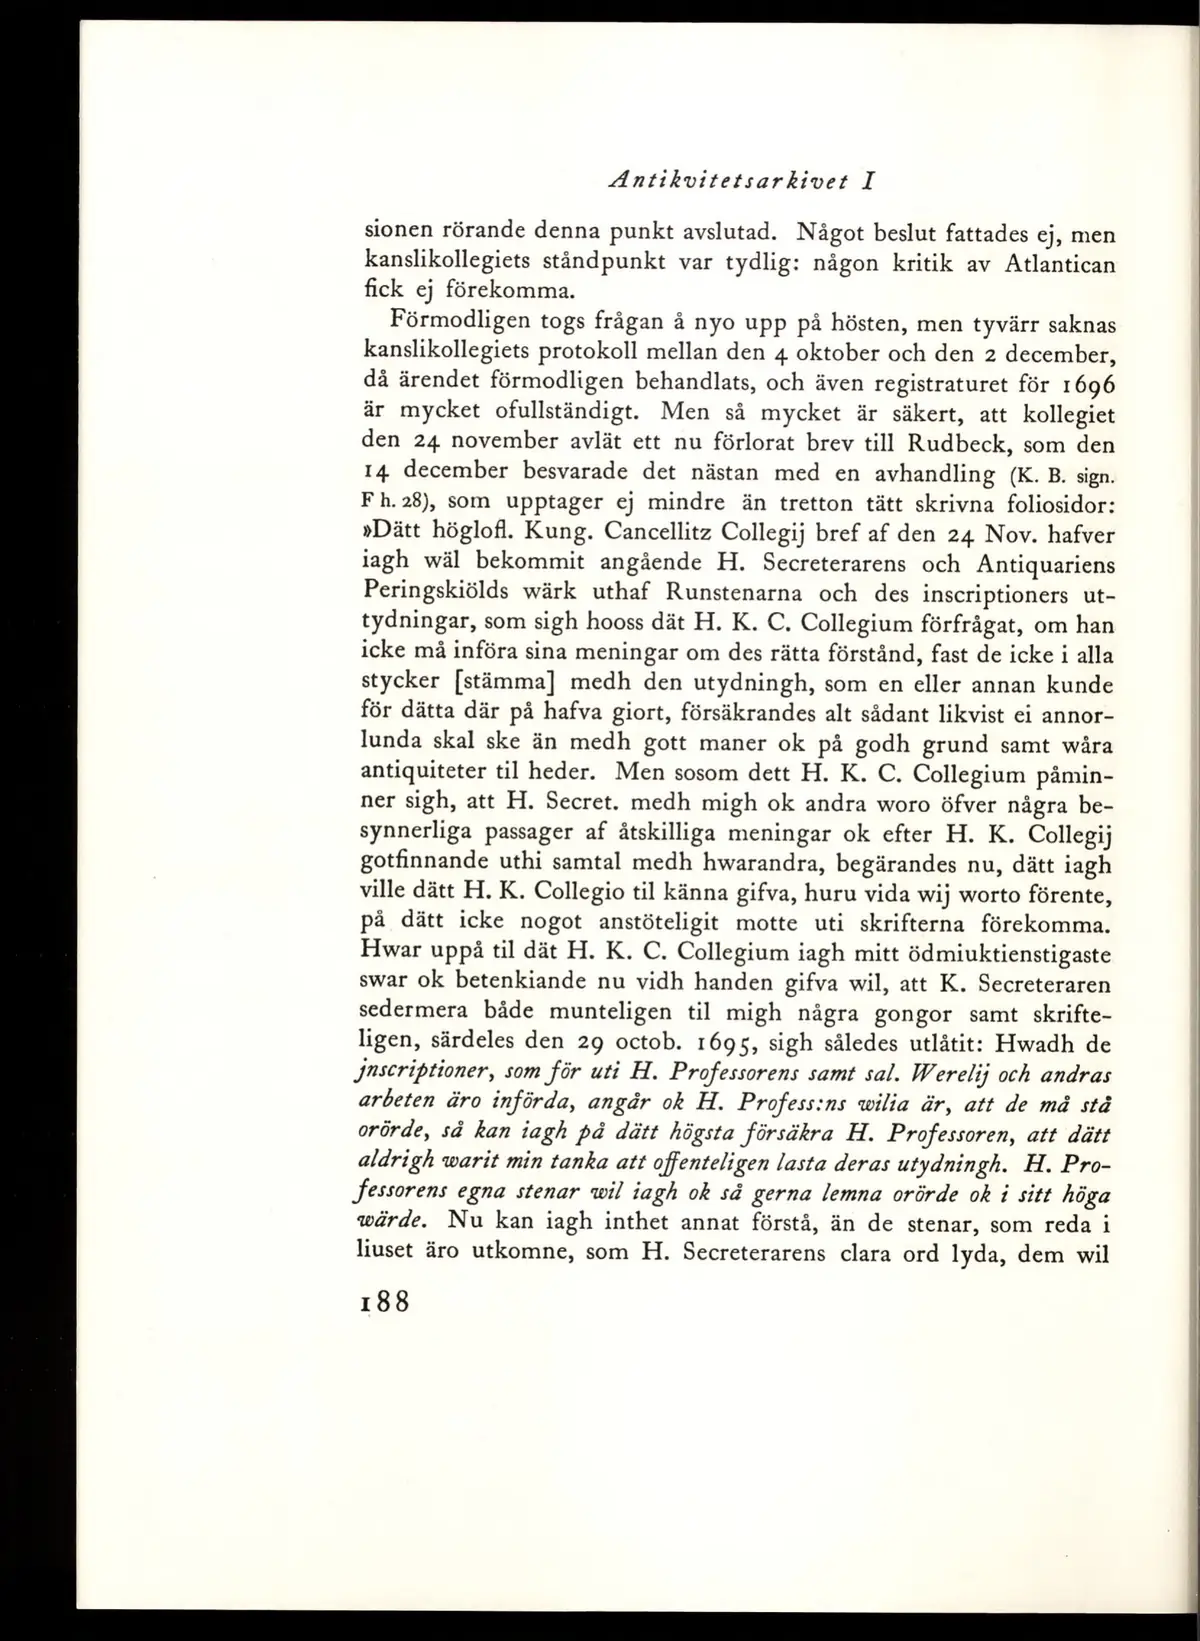 Antikvitetsarkivet I
sionen rörande denna punkt avslutad. Något beslut fattades ej, men
kanslikollegiets ståndpunkt var tydlig: någon kritik av Atlantican
fick ej förekomma.
Förmodligen togs frågan å nyo upp på hösten, men tyvärr saknas
kanslikollegiets protokoll mellan den 4 oktober och den 2 december,
då ärendet förmodligen behandlats, och även registraturet för 1696
är mycket ofullständigt. Men så mycket är säkert, att kollegiet
den 24 november avlät ett nu förlorat brev till Rudbeck, som den
14 december besvarade det nästan med en avhandling (K. B. sign.
F h. 28), som upptager ej mindre än tretton tätt skrivna foliosidor:
»Dätt höglofl. Kung. Cancellitz Collegij bref af den 24 Nov. hafver
iagh wäl bekommit angående H. Secreterarens och Antiquariens
Peringskiölds wärk uthaf Runstenarna och des inscriptioners ut-
tydningar, som sigh hooss dät H. K. C. Collegium förfrågat, om han
icke må införa sina meningar om des rätta förstånd, fast de icke i alla
stycker [stämma] medh den utydningh, som en eller annan kunde
för dätta där på hafva giort, försäkrandes alt sådant likvist ei annor-
lunda skal ske än medh gott maner ok på godh grund samt wåra
antiquiteter til heder. Men sosom dett H. K. C. Collegium påmin-
ner sigh, att H. Secret. medh migh ok andra woro öfver några be-
synnerliga passager af åtskilliga meningar ok efter H. K. Collegij
gotfinnande uthi samtal medh hwarandra, begärandes nu, dätt iagh
ville dätt H. K. Collegio til känna gifva, huru vida wij worto förente,
på dätt icke nogot anstöteligit motte uti skrifterna förekomma.
Hwar uppå til dät H. K. C. Collegium iagh mitt ödmiuktienstigaste
swar ok betenkiande nu vidh handen gifva wil, att K. Secreteraren
sedermera både munteligen til migh några gongor samt skrifte-
ligen, särdeles den 29 octob. 1695, sigh således utlåtit: Hwadh de
jnscriptioner, som för uti H. Professorens samt sal. Werelij och andras
arbeten äro införda, angår ok H. Profess:ns wilia är, att de må stå
orörde, så kan iagh på dätt högsta försäkra H. Professoren, att dätt
aldrigh warit min tanka att offenteligen lasta deras utydningh. H. Pro-
fessorens egna stenar wil iagh ok så gerna lemna orörde ok i sitt höga
wärde. Nu kan iagh inthet annat förstå, än de stenar, som reda i
liuset äro utkomne, som H. Secreterarens clara ord lyda, dem wil
188